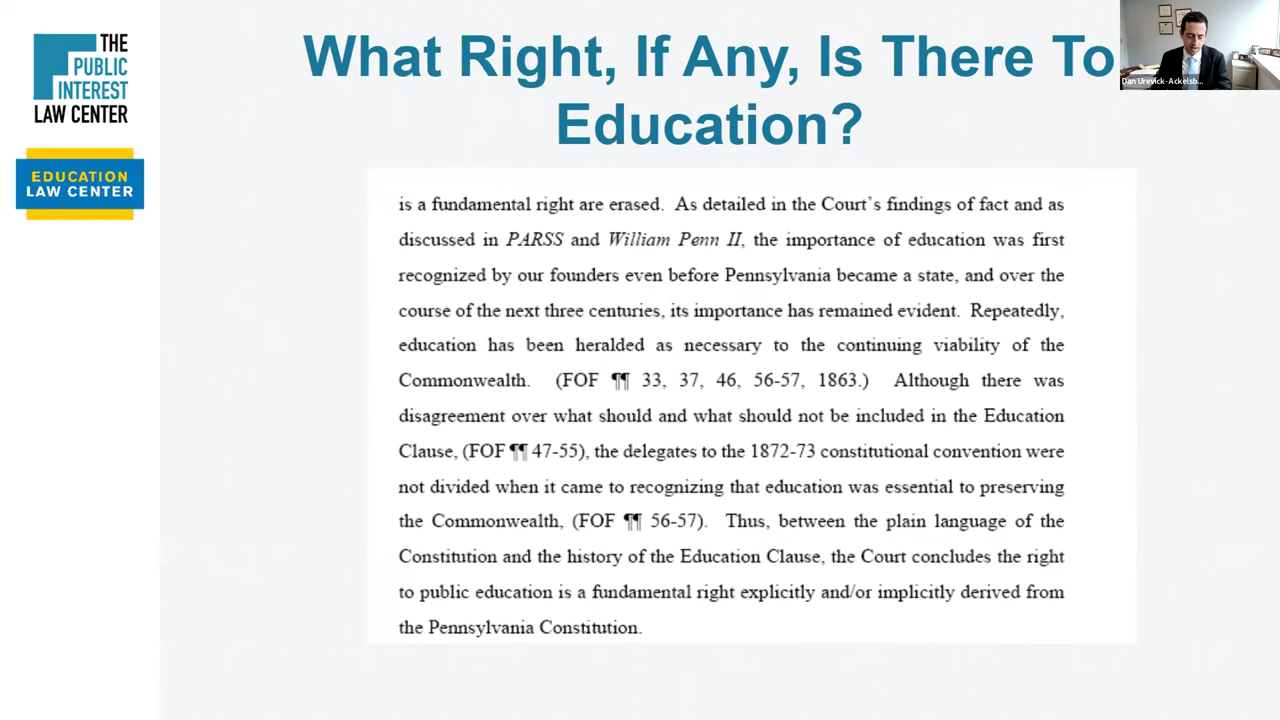 THE
PUBLIC
INTEREST
LAW CENTER
EDUCATION
LAW CENTER
What Right, If Any, Is There To
Education?
Dan Urevick-Ackelsb...
is a fundamental right are erased. As detailed in the Court's findings of fact and as
discussed in PARSS and William Penn II, the importance of education was first
recognized by our founders even before Pennsylvania became a state, and over the
course of the next three centuries, its importance has remained evident. Repeatedly,
education has been heralded as necessary to the continuing viability of the
Commonwealth. (FOF ¶¶ 33, 37, 46, 56-57, 1863.) Although there was
disagreement over what should and what should not be included in the Education
Clause, (FOF ¶¶ 47-55), the delegates to the 1872-73 constitutional convention were
not divided when it came to recognizing that education was essential to preserving
the Commonwealth, (FOF ¶¶ 56-57). Thus, between the plain language of the
Constitution and the history of the Education Clause, the Court concludes the right
to public education is a fundamental right explicitly and/or implicitly derived from
the Pennsylvania Constitution.